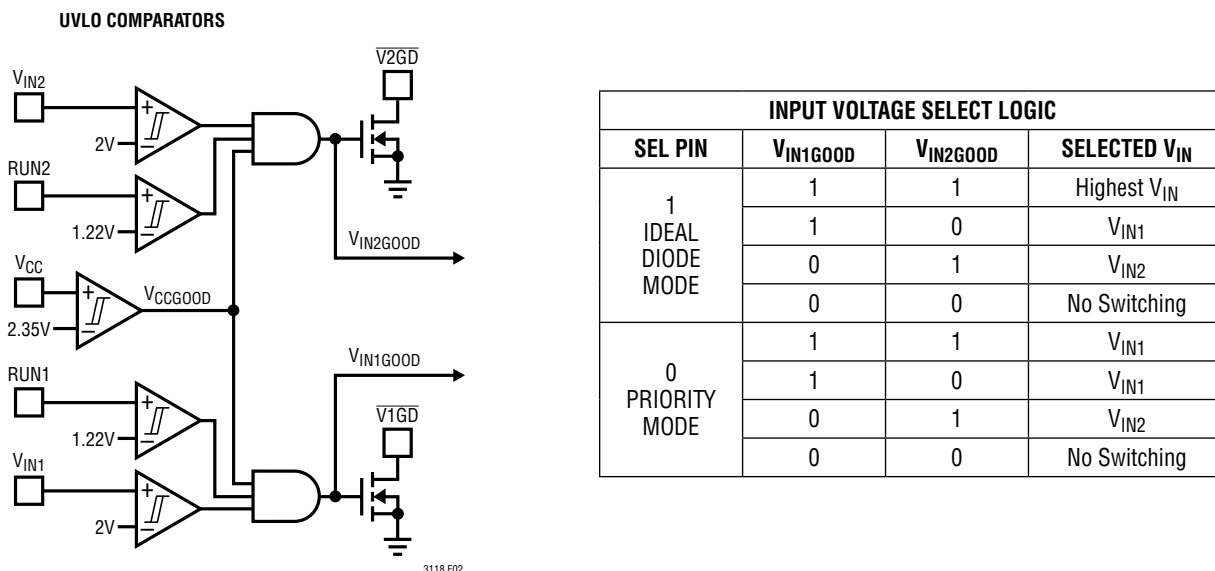 UVLO COMPARATORS
V2GD
VIN2
2V
RUN2
1.22V
VIN2GOOD
VCC
VCCGOOD
2.35V
VIN1GOOD
RUN1
V1GD
1.22V
VIN1
2V
3118 F02
INPUT VOLTAGE SELECT LOGIC
SEL PIN VIN1GOOD VIN2GOOD SELECTED VIN
1
IDEAL
DIODE
MODE
1 1 Highest VIN
1 0 VIN1
0 1 VIN2
0 0 No Switching
0
PRIORITY
MODE
1 1 VIN1
1 0 VIN1
0 1 VIN2
0 0 No Switching